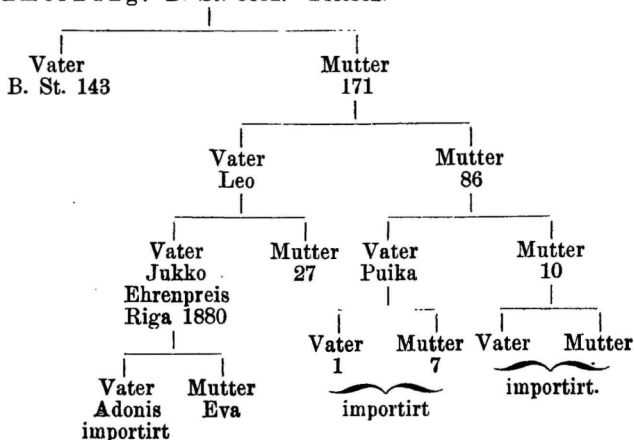 Vater Mutter
B. St. 143 171
Vater Mutter
Leo 86
Vater Mutter Vater Mutter
Jukko 27 Puika 10
Ehrenpreis
Riga 1880
Vater Mutter Vater Mutter
1 7
importirt importirt.
Vater Mutter
Adonis Eva
importirt